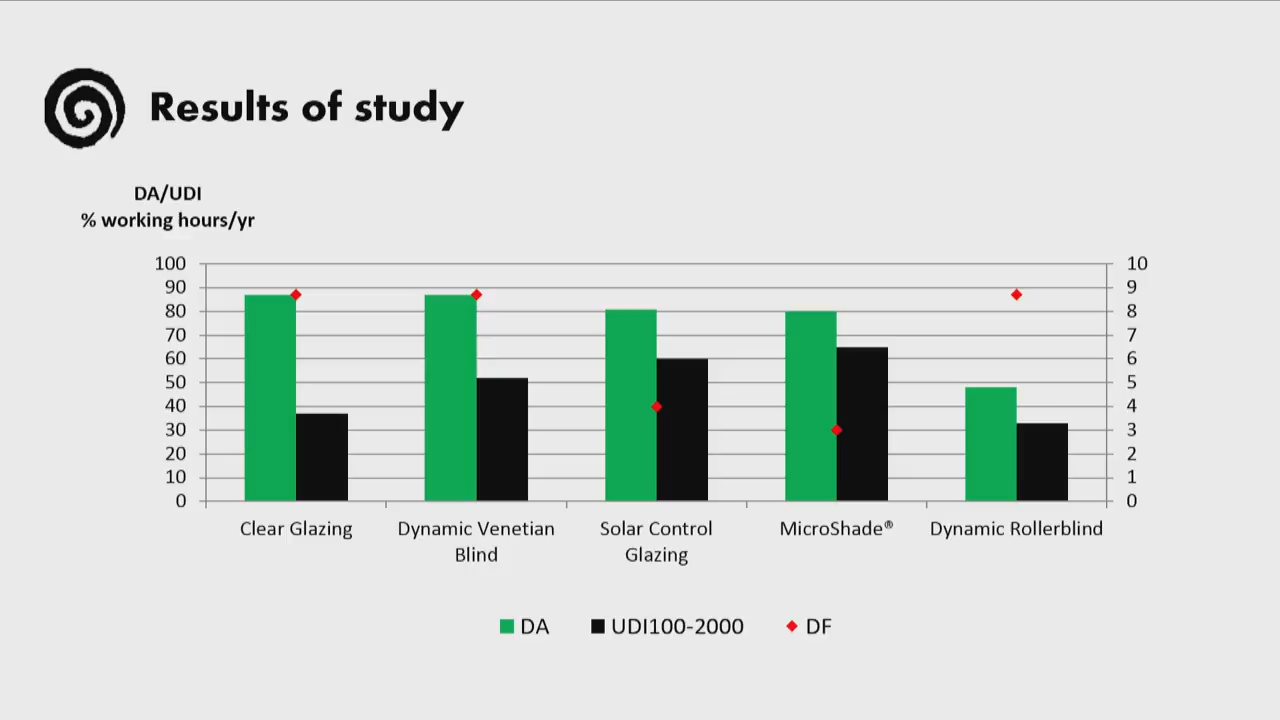 Results of study
DA/UDI
% working hours/yr
100 10
90 9
80 8
70 7
60 6
50 5
40 4
30 3
20 2
10 1
0 0
Clear Glazing Dynamic Venetian Solar Control MicroShade® Dynamic Rollerblind
Blind Glazing
DA UDI100-2000 DF